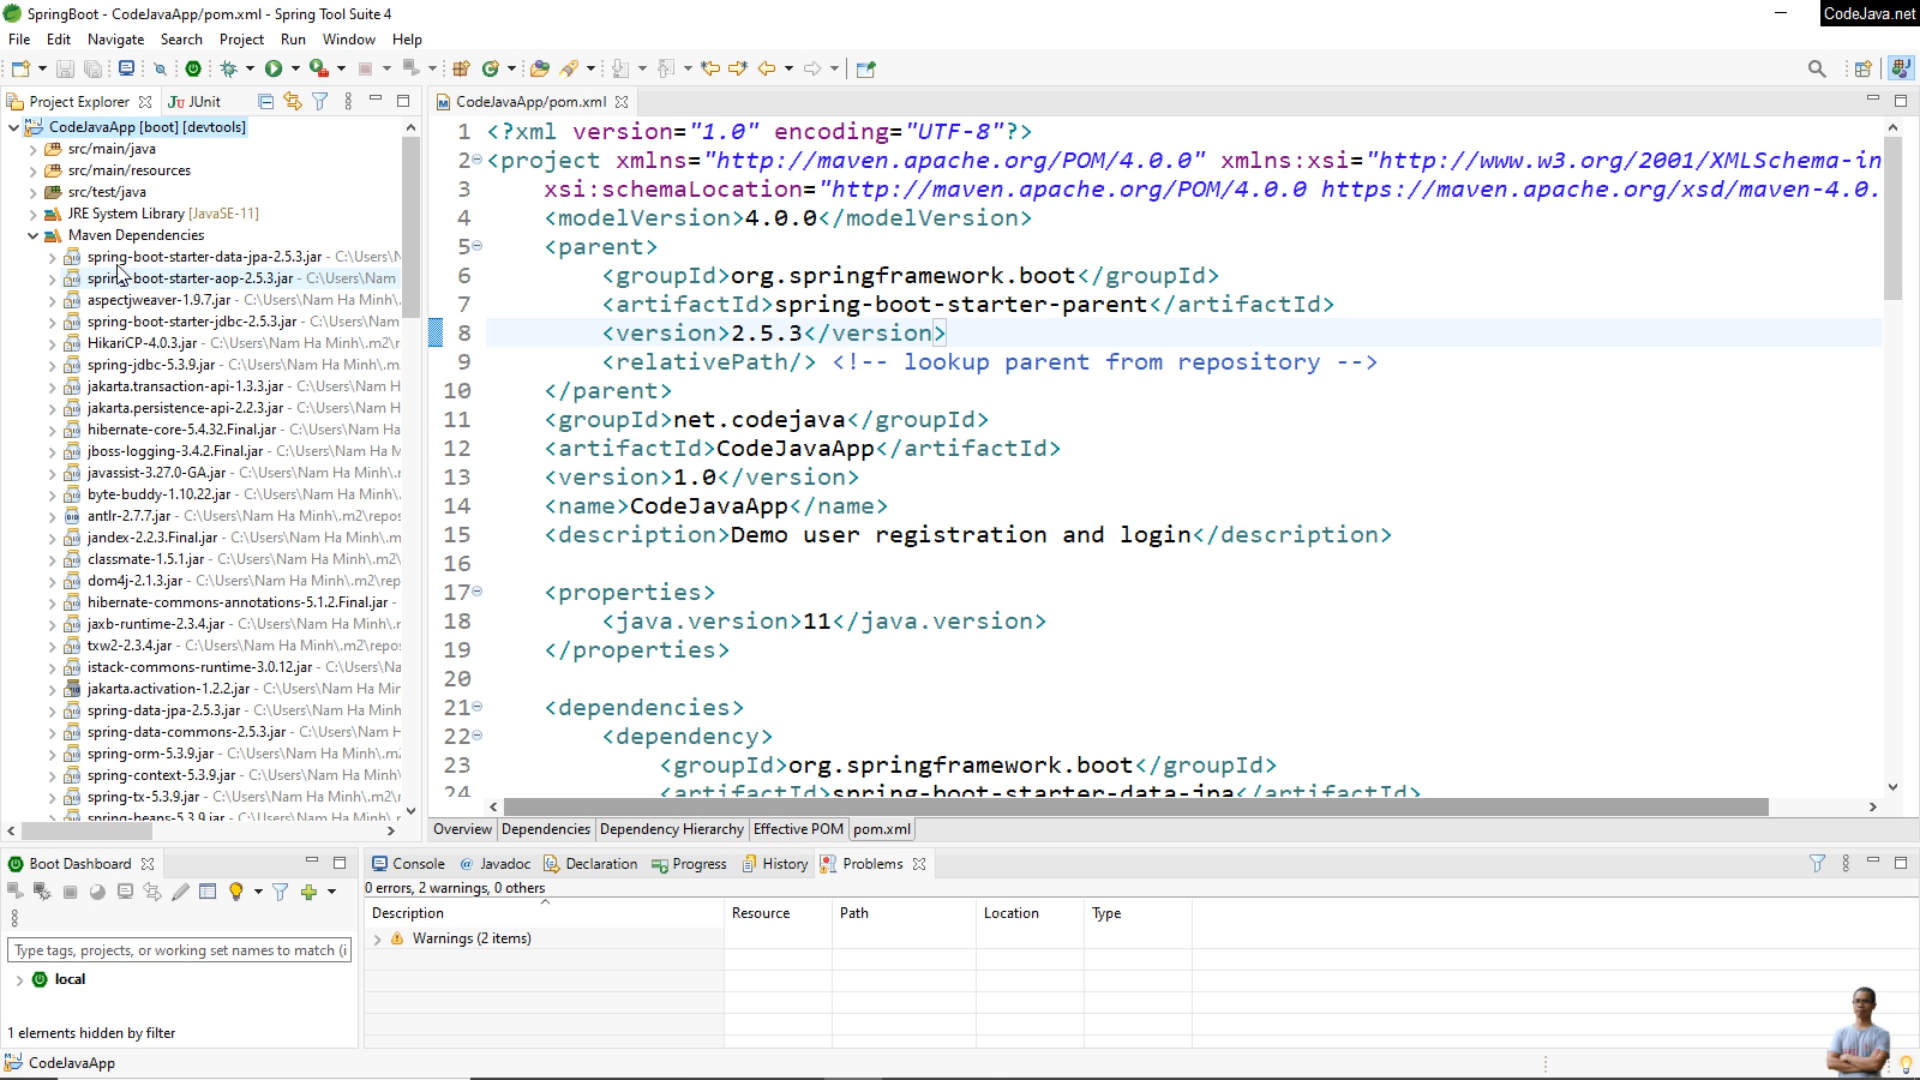 SpringBoot - CodeJavaApp/pom.xml - Spring Tool Suite 4
CodeJava.net
File Edit Navigate Search Project Run Window Help
Project Explorer
JUnit
CodeJavaApp [boot] [devtools]
src/main/java
src/main/resources
src/test/java
JRE System Library [JavaSE-11]
Maven Dependencies
spring-boot-starter-data-jpa-2.5.3.jar - C:\Users\N
spring-boot-starter-aop-2.5.3.jar - C:\Users\Nam
aspectjweaver-1.9.7.jar - C:\Users\Nam Ha Minh\.
spring-boot-starter-jdbc-2.5.3.jar - C:\Users\Nam
HikariCP-4.0.3.jar - C:\Users\Nam Ha Minh\.m2\r
spring-jdbc-5.3.9.jar - C:\Users\Nam Ha Minh\.m
jakarta.transaction-api-1.3.3.jar - C:\Users\Nam H
jakarta.persistence-api-2.2.3.jar - C:\Users\Nam H
hibernate-core-5.4.32.Final.jar - C:\Users\Nam Ha
jboss-logging-3.4.2.Final.jar - C:\Users\Nam Ha M
javassist-3.27.0-GA.jar - C:\Users\Nam Ha Minh\.r
byte-buddy-1.10.22.jar - C:\Users\Nam Ha Minh\.
antlr-2.7.7.jar - C:\Users\Nam Ha Minh\.m2\repos
jandex-2.2.3.Final.jar - C:\Users\Nam Ha Minh\.m
classmate-1.5.1.jar - C:\Users\Nam Ha Minh\.m2\
dom4j-2.1.3.jar - C:\Users\Nam Ha Minh\.m2\rep
hibernate-commons-annotations-5.1.2.Final.jar -
jaxb-runtime-2.3.4.jar - C:\Users\Nam Ha Minh\.r
txw2-2.3.4.jar - C:\Users\Nam Ha Minh\.m2\repo:
istack-commons-runtime-3.0.12.jar - C:\Users\Na
jakarta.activation-1.2.2.jar - C:\Users\Nam Ha Mir
spring-data-jpa-2.5.3.jar - C:\Users\Nam Ha Minh
spring-data-commons-2.5.3.jar - C:\Users\Nam H
spring-orm-5.3.9.jar - C:\Users\Nam Ha Minh\.m
spring-context-5.3.9.jar - C:\Users\Nam Ha Minh\
spring-tx-5.3.9.jar - C:\Users\Nam Ha Minh\.m2\r
spring-beans-5.3.9.jar - C:\Users\Nam Ha Minh\
CodeJavaApp/pom.xml
1 <?xml version="1.0" encoding="UTF-8"?>
2 <project xmlns="http://maven.apache.org/POM/4.0.0" xmlns:xsi="http://www.w3.org/2001/XMLSchema-in
3 xsi:schemaLocation="http://maven.apache.org/POM/4.0.0 https://maven.apache.org/xsd/maven-4.0.
4 <modelVersion>4.0.0</modelVersion>
5 <parent>
6 <groupId>org.springframework.boot</groupId>
7 <artifactId>spring-boot-starter-parent</artifactId>
8 <version>2.5.3</version>
9 <relativePath/> <!-- lookup parent from repository -->
10 </parent>
11 <groupId>net.codejava</groupId>
12 <artifactId>CodeJavaApp</artifactId>
13 <version>1.0</version>
14 <name>CodeJavaApp</name>
15 <description>Demo user registration and login</description>
16
17 <properties>
18 <java.version>11</java.version>
19 </properties>
20
21 <dependencies>
22 <dependency>
23 <groupId>org.springframework.boot</groupId>
24 <artifactId>spring-boot-starter-data-jpa</artifactId>
Overview Dependencies Dependency Hierarchy Effective POM pom.xml
Boot Dashboard
Type tags, projects, or working set names to match (i
local
1 elements hidden by filter
Console Javadoc Declaration Progress History Problems
0 errors, 2 warnings, 0 others
Description Resource Path Location Type
Warnings (2 items)
CodeJavaApp